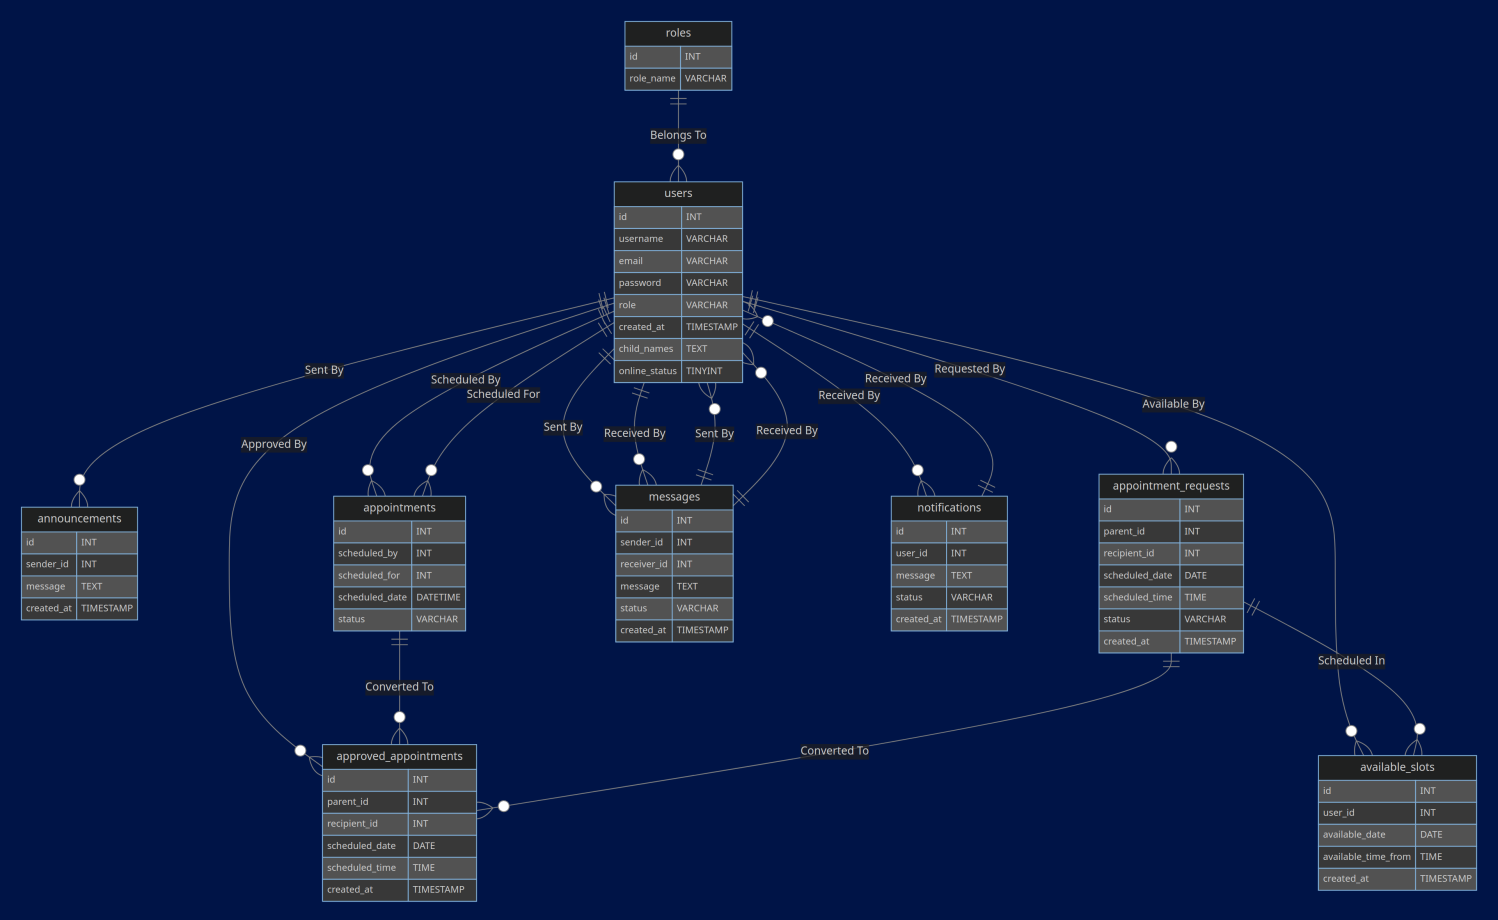 roles
id INT
role_name VARCHAR
Belongs To
users
id INT
username VARCHAR
email VARCHAR
password VARCHAR
role VARCHAR
created_at TIMESTAMP
child_names TEXT
online_status TINYINT
Sent By
Approved By
Scheduled By
Scheduled For
Sent By
Received By
Sent By
Received By
Received By
Received By
Requested By
Available By
announcements
id INT
sender_id INT
message TEXT
created_at TIMESTAMP
appointments
id INT
scheduled_by INT
scheduled_for INT
scheduled_date DATETIME
status VARCHAR
messages
id INT
sender_id INT
receiver_id INT
message TEXT
status VARCHAR
created_at TIMESTAMP
notifications
id INT
user_id INT
message TEXT
status VARCHAR
created_at TIMESTAMP
appointment_requests
id INT
parent_id INT
recipient_id INT
scheduled_date DATE
scheduled_time TIME
status VARCHAR
created_at TIMESTAMP
Converted To
Converted To
Scheduled In
approved_appointments
id INT
parent_id INT
recipient_id INT
scheduled_date DATE
scheduled_time TIME
created_at TIMESTAMP
available_slots
id INT
user_id INT
available_date DATE
available_time_from TIME
created_at TIMESTAMP